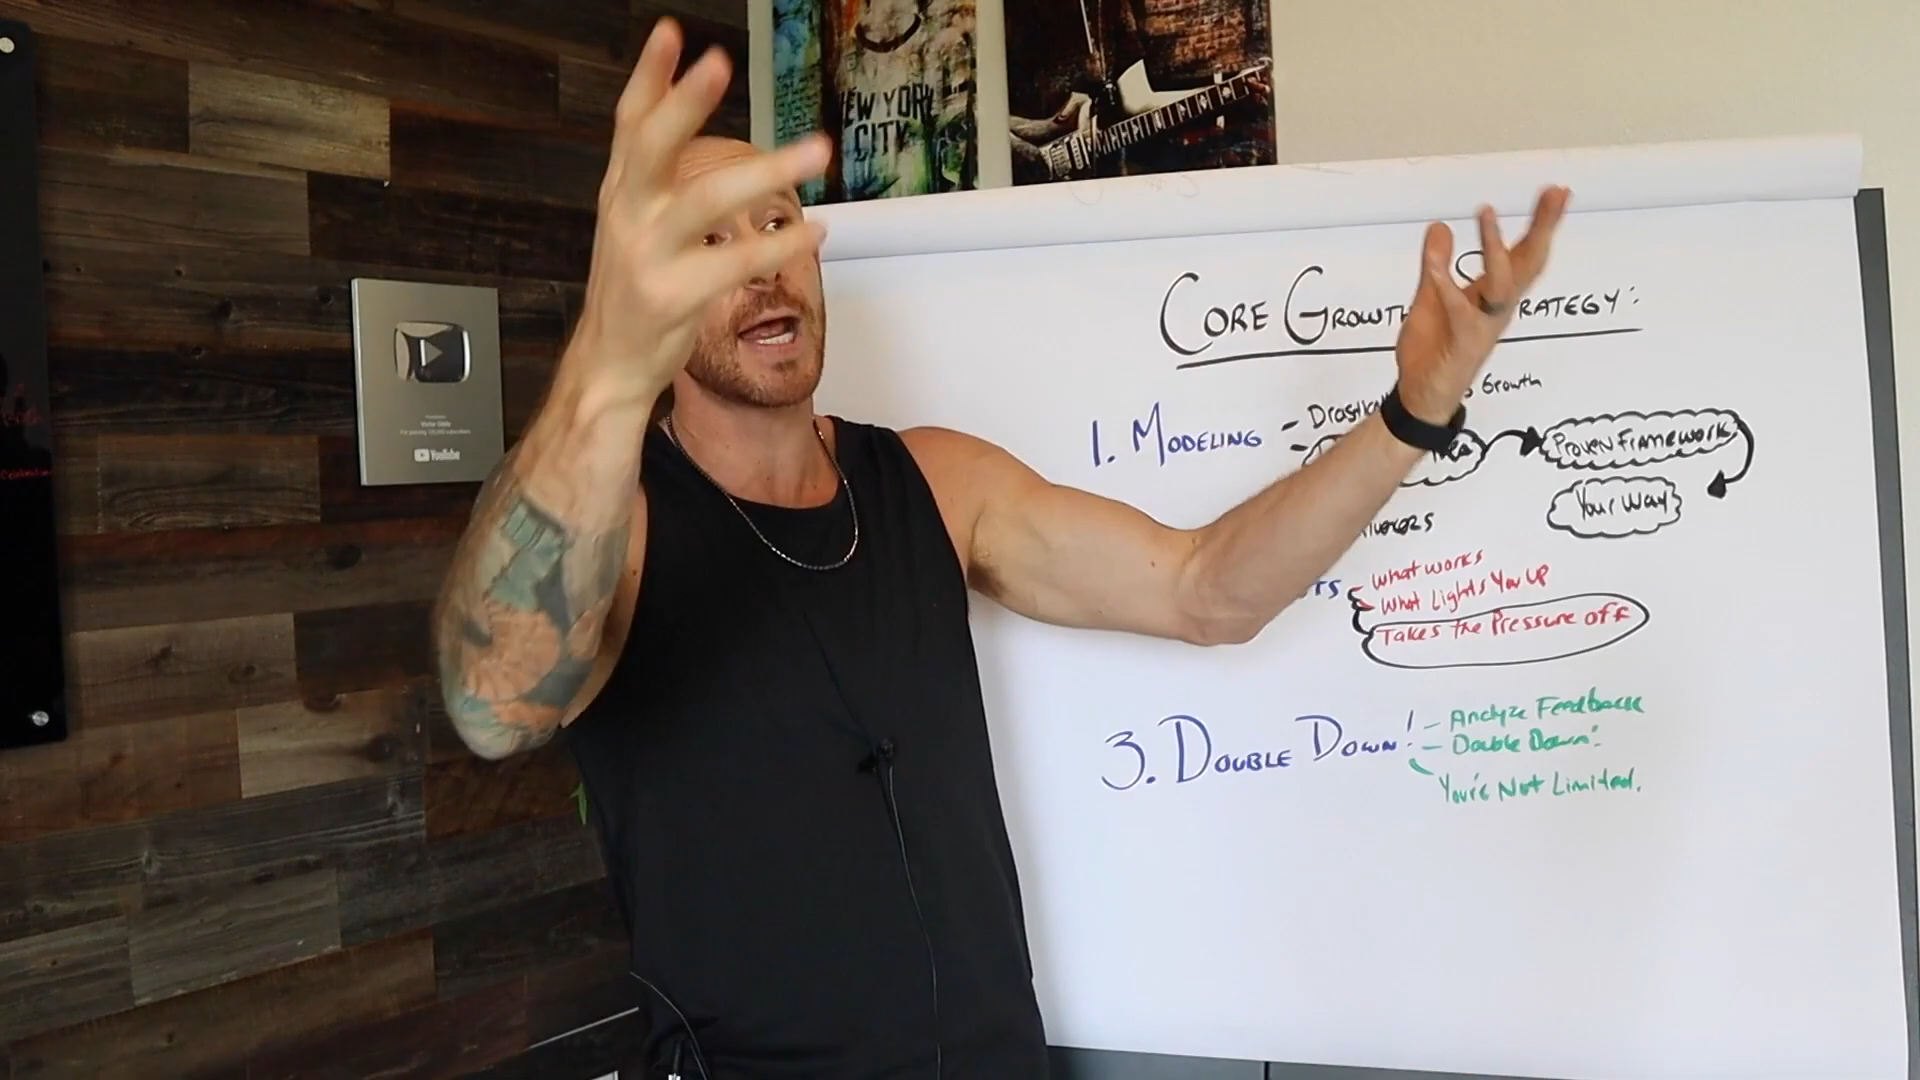 NEW YORK
CITY
YouTube
CORE GROWTH STRATEGY:
1. MODELING
- Drastic
Growth
Proven Framework
Your Way
- What works
- What Lights You Up
Takes the Pressure off
3. DOUBLE DOWN!
- Analyze Feedback
- Double Down!
You're Not Limited.